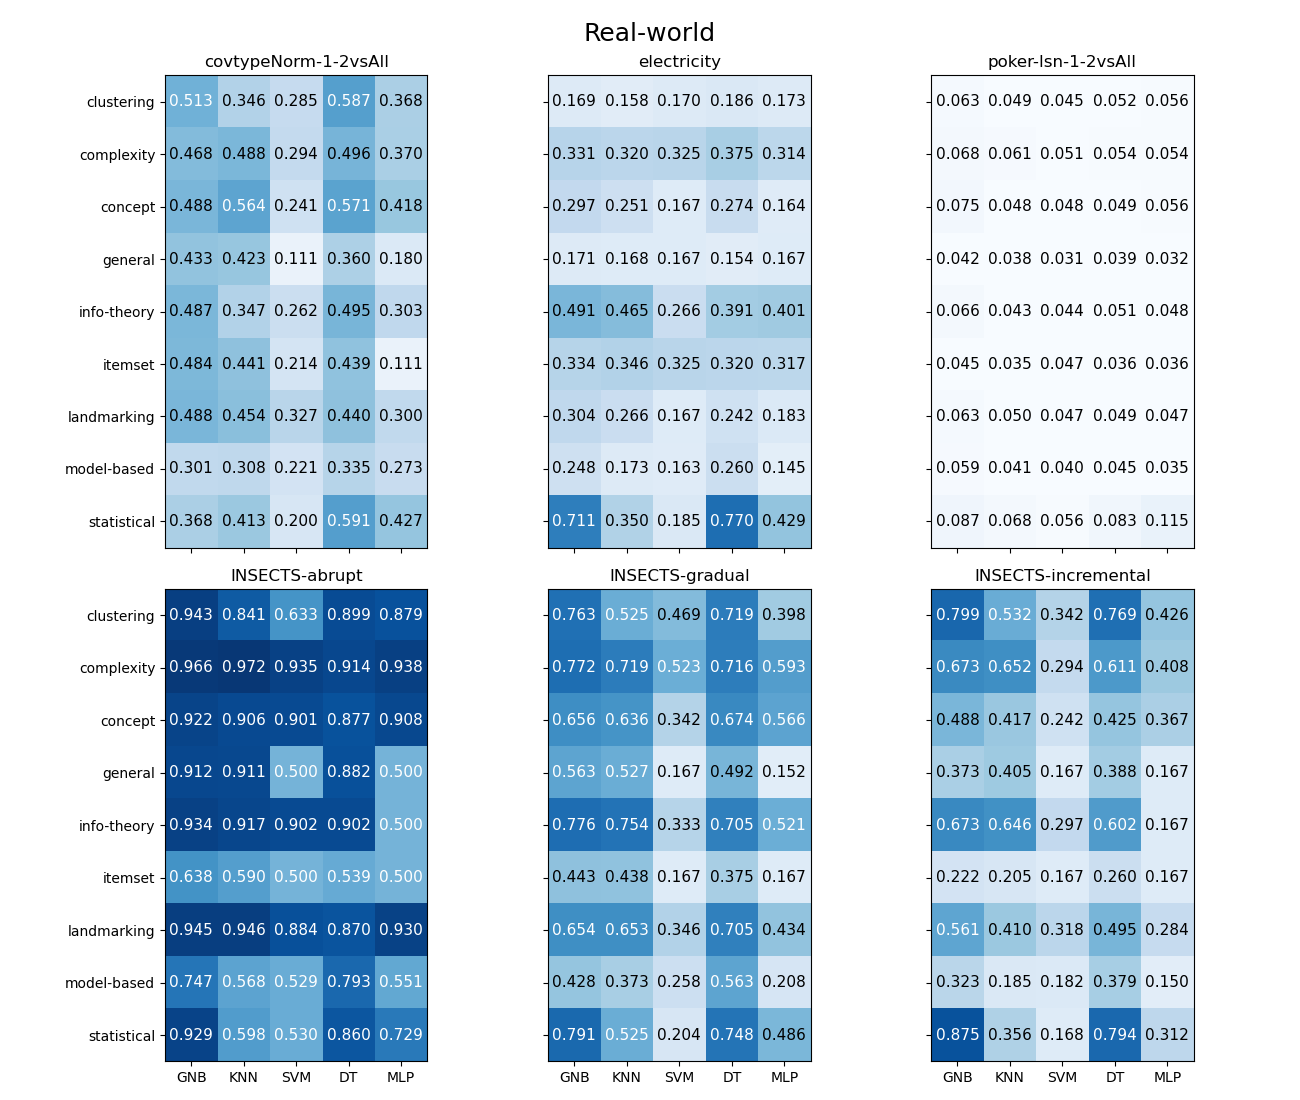 Real-world
covtypeNorm-1-2vsAll electricity poker-lsn-1-2vsAll
clustering 0.513 0.346 0.285 0.587 0.368 0.169 0.158 0.170 0.186 0.173 0.063 0.049 0.045 0.052 0.056
complexity 0.468 0.488 0.294 0.496 0.370 0.331 0.320 0.325 0.375 0.314 0.068 0.061 0.051 0.054 0.054
concept 0.488 0.564 0.241 0.571 0.418 0.297 0.251 0.167 0.274 0.164 0.075 0.048 0.048 0.049 0.056
general 0.433 0.423 0.111 0.360 0.180 0.171 0.168 0.167 0.154 0.167 0.042 0.038 0.031 0.039 0.032
info-theory 0.487 0.347 0.262 0.495 0.303 0.491 0.465 0.266 0.391 0.401 0.066 0.043 0.044 0.051 0.048
itemset 0.484 0.441 0.214 0.439 0.111 0.334 0.346 0.325 0.320 0.317 0.045 0.035 0.047 0.036 0.036
landmarking 0.488 0.454 0.327 0.440 0.300 0.304 0.266 0.167 0.242 0.183 0.063 0.050 0.047 0.049 0.047
model-based 0.301 0.308 0.221 0.335 0.273 0.248 0.173 0.163 0.260 0.145 0.059 0.041 0.040 0.045 0.035
statistical 0.368 0.413 0.200 0.591 0.427 0.711 0.350 0.185 0.770 0.429 0.087 0.068 0.056 0.083 0.115
INSECTS-abrupt INSECTS-gradual INSECTS-incremental
clustering 0.943 0.841 0.633 0.899 0.879 0.763 0.525 0.469 0.719 0.398 0.799 0.532 0.342 0.769 0.426
complexity 0.966 0.972 0.935 0.914 0.938 0.772 0.719 0.523 0.716 0.593 0.673 0.652 0.294 0.611 0.408
concept 0.922 0.906 0.901 0.877 0.908 0.656 0.636 0.342 0.674 0.566 0.488 0.417 0.242 0.425 0.367
general 0.912 0.911 0.500 0.882 0.500 0.563 0.527 0.167 0.492 0.152 0.373 0.405 0.167 0.388 0.167
info-theory 0.934 0.917 0.902 0.902 0.500 0.776 0.754 0.333 0.705 0.521 0.673 0.646 0.297 0.602 0.167
itemset 0.638 0.590 0.500 0.539 0.500 0.443 0.438 0.167 0.375 0.167 0.222 0.205 0.167 0.260 0.167
landmarking 0.945 0.946 0.884 0.870 0.930 0.654 0.653 0.346 0.705 0.434 0.561 0.410 0.318 0.495 0.284
model-based 0.747 0.568 0.529 0.793 0.551 0.428 0.373 0.258 0.563 0.208 0.323 0.185 0.182 0.379 0.150
statistical 0.929 0.598 0.530 0.860 0.729 0.791 0.525 0.204 0.748 0.486 0.875 0.356 0.168 0.794 0.312
GNB KNN SVM DT MLP GNB KNN SVM DT MLP GNB KNN SVM DT MLP